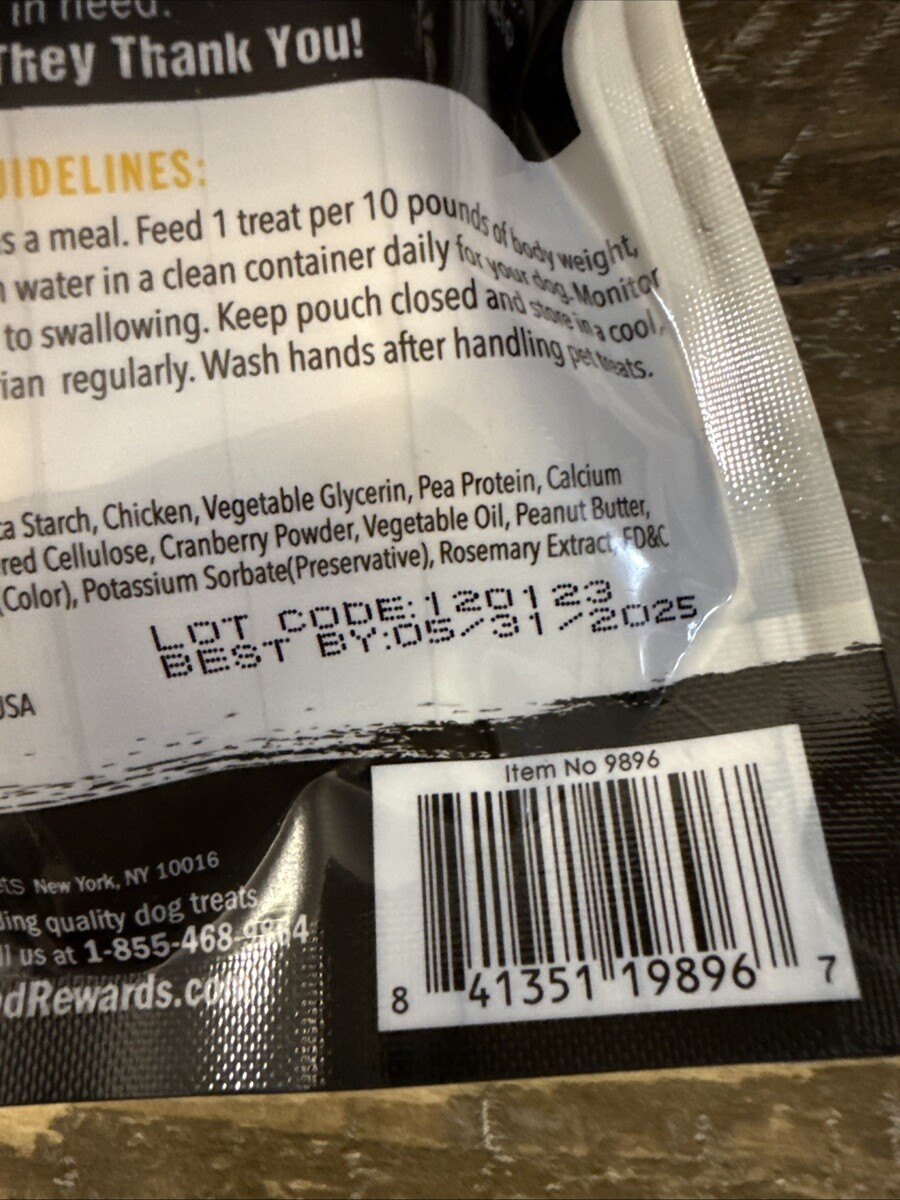 in need.
They Thank You!
UIDELINES:
s a meal. Feed 1 treat per 10 pounds of body weight,
n water in a clean container daily for your dog. Monitor
to swallowing. Keep pouch closed and store in a cool,
ian regularly. Wash hands after handling pet treats.
ca Starch, Chicken, Vegetable Glycerin, Pea Protein, Calcium
red Cellulose, Cranberry Powder, Vegetable Oil, Peanut Butter,
(Color), Potassium Sorbate(Preservative), Rosemary Extract, FD&C
LOT CODE:120123
BEST BY:05/31/2025
USA
Item No 9896
ets New York, NY 10016
ding quality dog treats
ll us at 1-855-468-
dRewards.co
8 41351 19896 7